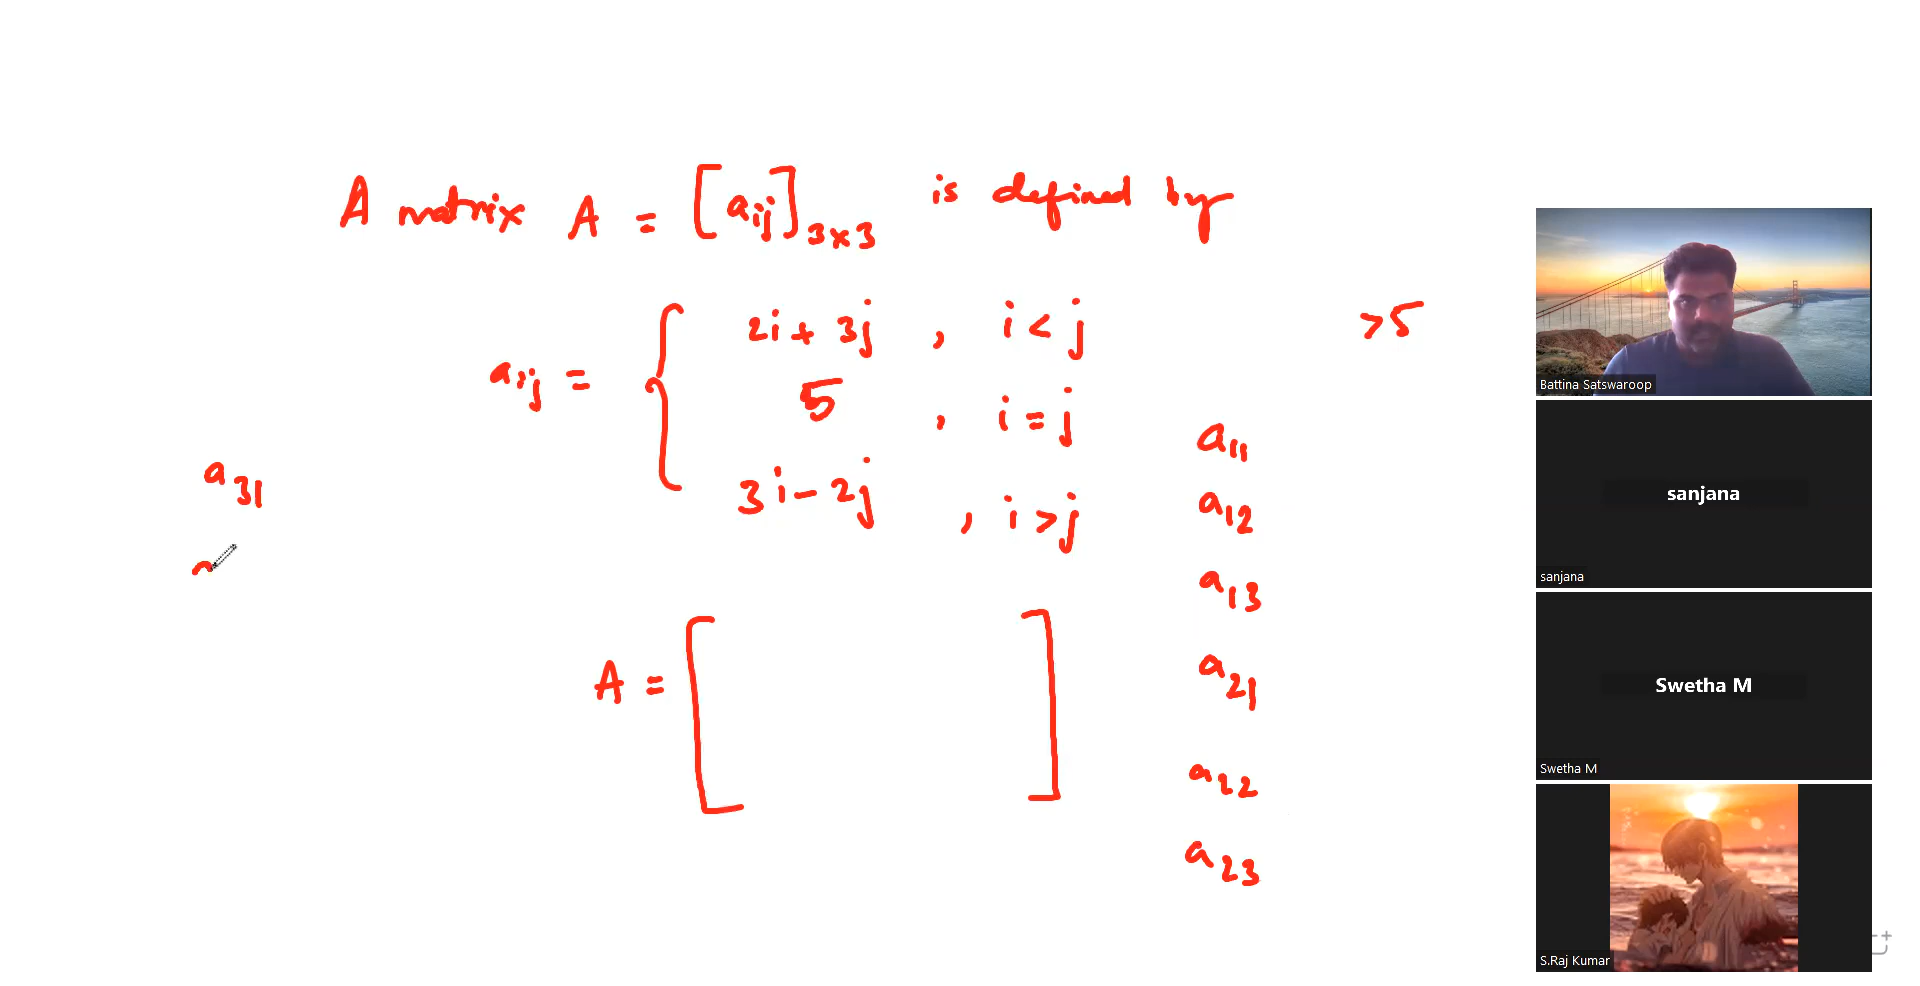 A matrix A = [aij]3×3 is defined by
aij = { 2i + 3j , i < j
5 , i = j
3i - 2j , i > j
>5
a31
A = [ ]
a11
a12
a13
a21
a22
a23
Battina Satswaroop
sanjana
sanjana
Swetha M
Swetha M
S.Raj Kumar